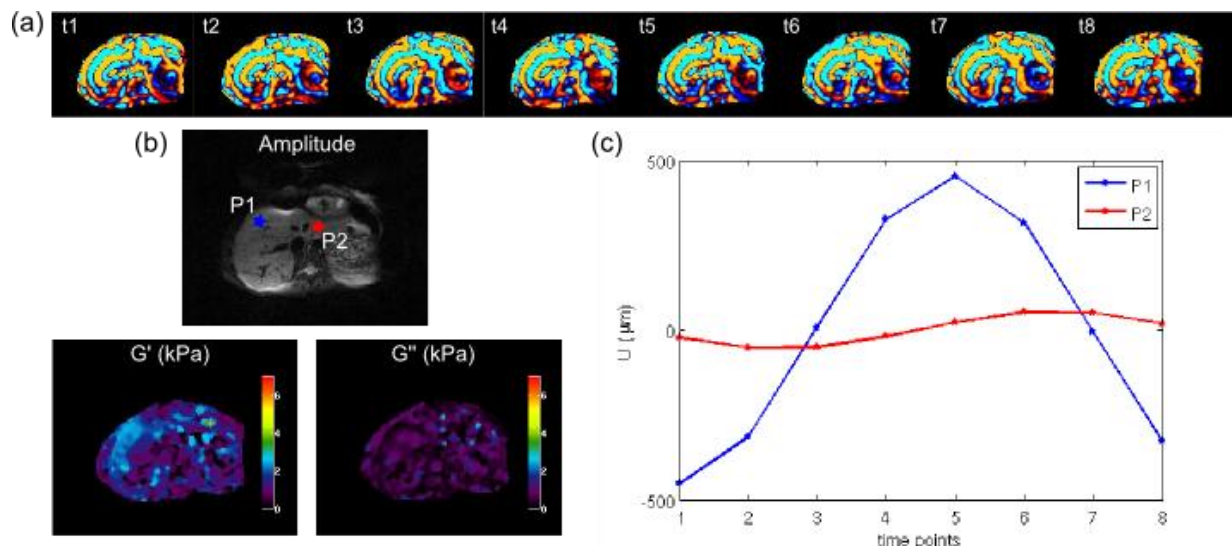 (a)
t1 t2 t3 t4 t5 t6 t7 t8
(b)
Amplitude
P1
P2
G' (kPa)
6
4
2
0
G'' (kPa)
6
4
2
0
(c)
500
0
-500
U (µm)
1 2 3 4 5 6 7 8
time points
P1
P2